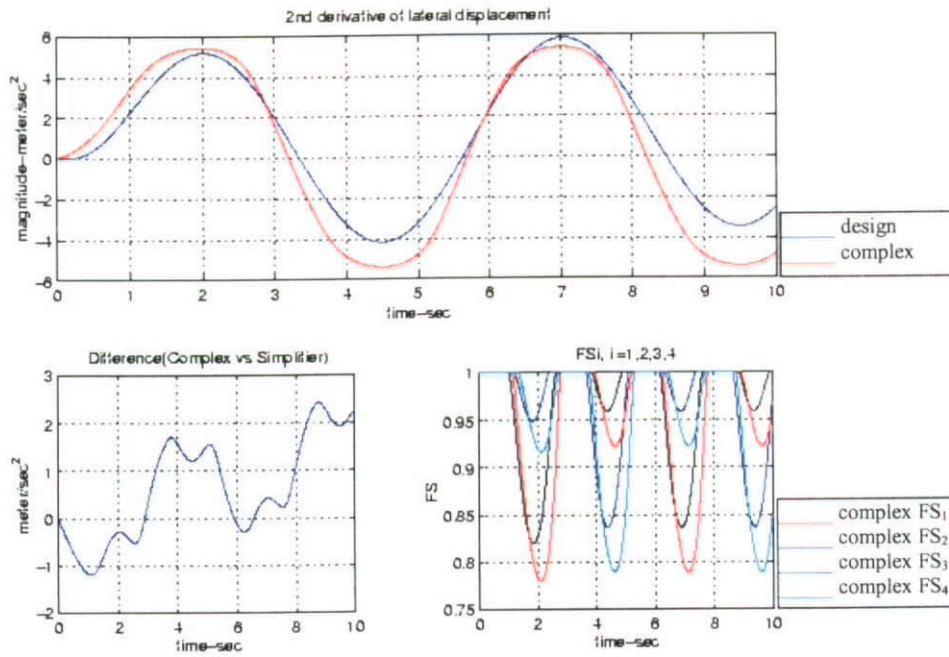 2nd derivative of lateral displacement
magnitude-meter/sec²
6
4
2
0
-2
-4
-6
0 1 2 3 4 5 6 7 8 9 10
time-sec
design
complex
Difference(Complex vs Simplifier)
meter/sec²
3
2
1
0
-1
-2
0 2 4 6 8 10
time-sec
FSi, i=1,2,3,4
FS
1
0.95
0.9
0.85
0.8
0.75
0 2 4 6 8 10
time-sec
complex FS₁
complex FS₂
complex FS₃
complex FS₄